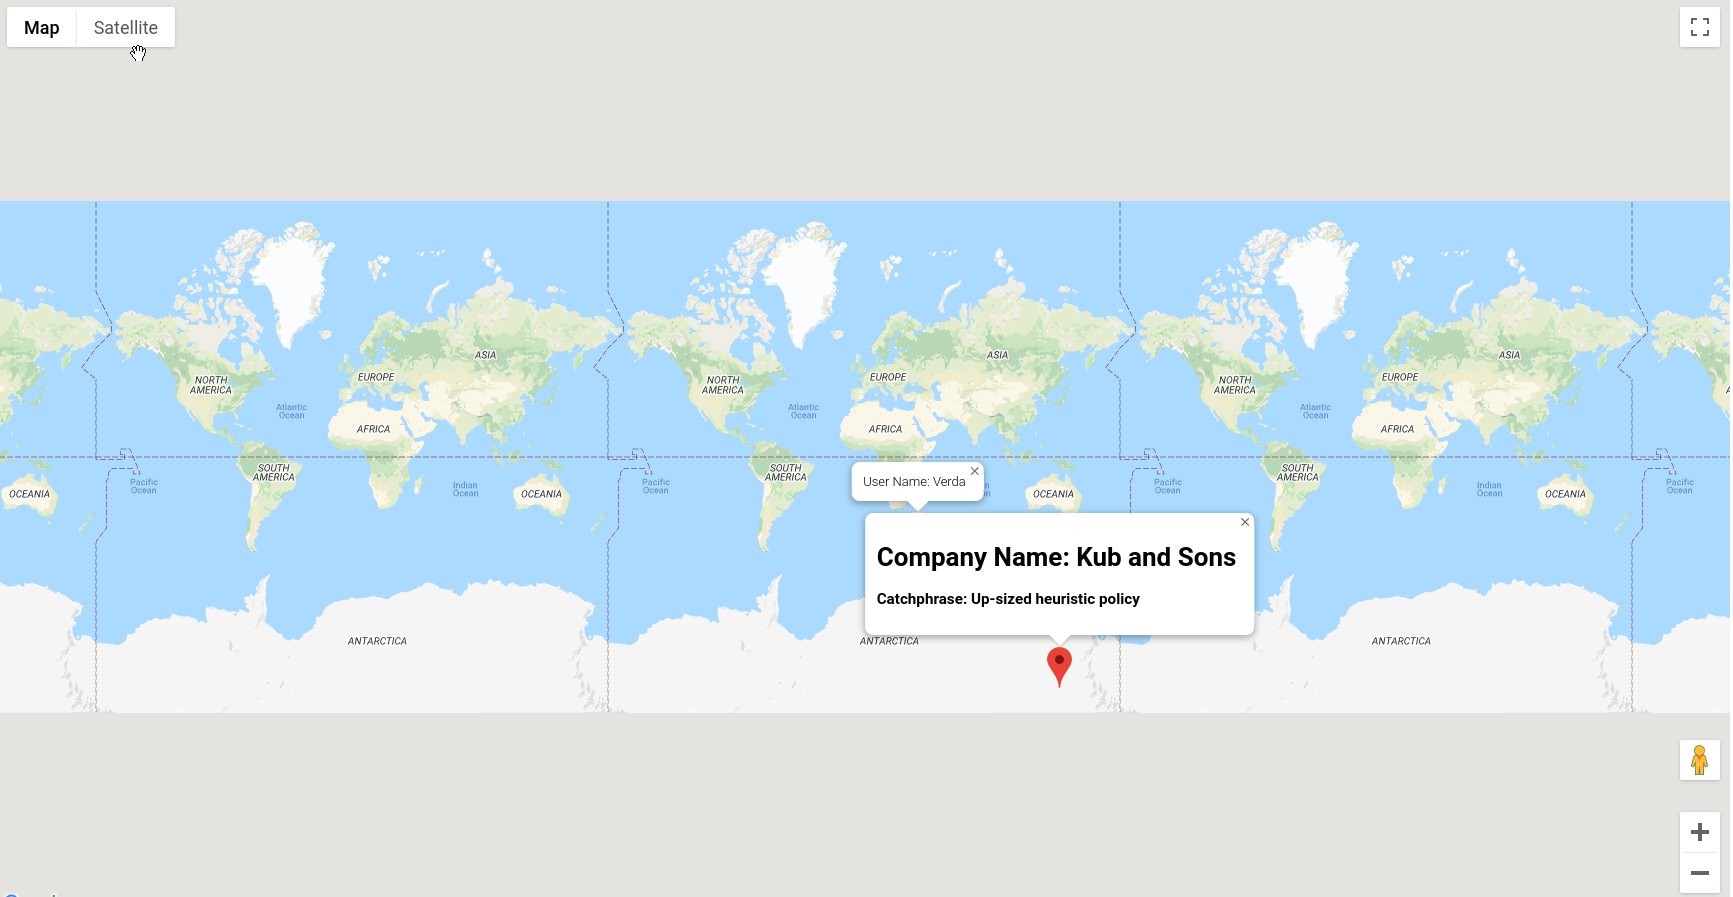 Map Satellite
ASIA ASIA ASIA
EUROPE EUROPE EUROPE
NORTH AMERICA NORTH AMERICA NORTH AMERICA
Atlantic Ocean Atlantic Ocean Atlantic Ocean
AFRICA AFRICA AFRICA
SOUTH AMERICA SOUTH AMERICA SOUTH AMERICA
Pacific Ocean Pacific Ocean Pacific Ocean Pacific Ocean
Indian Ocean Indian Ocean
OCEANIA OCEANIA OCEANIA OCEANIA
User Name: Verda
Company Name: Kub and Sons
Catchphrase: Up-sized heuristic policy
ANTARCTICA ANTARCTICA ANTARCTICA